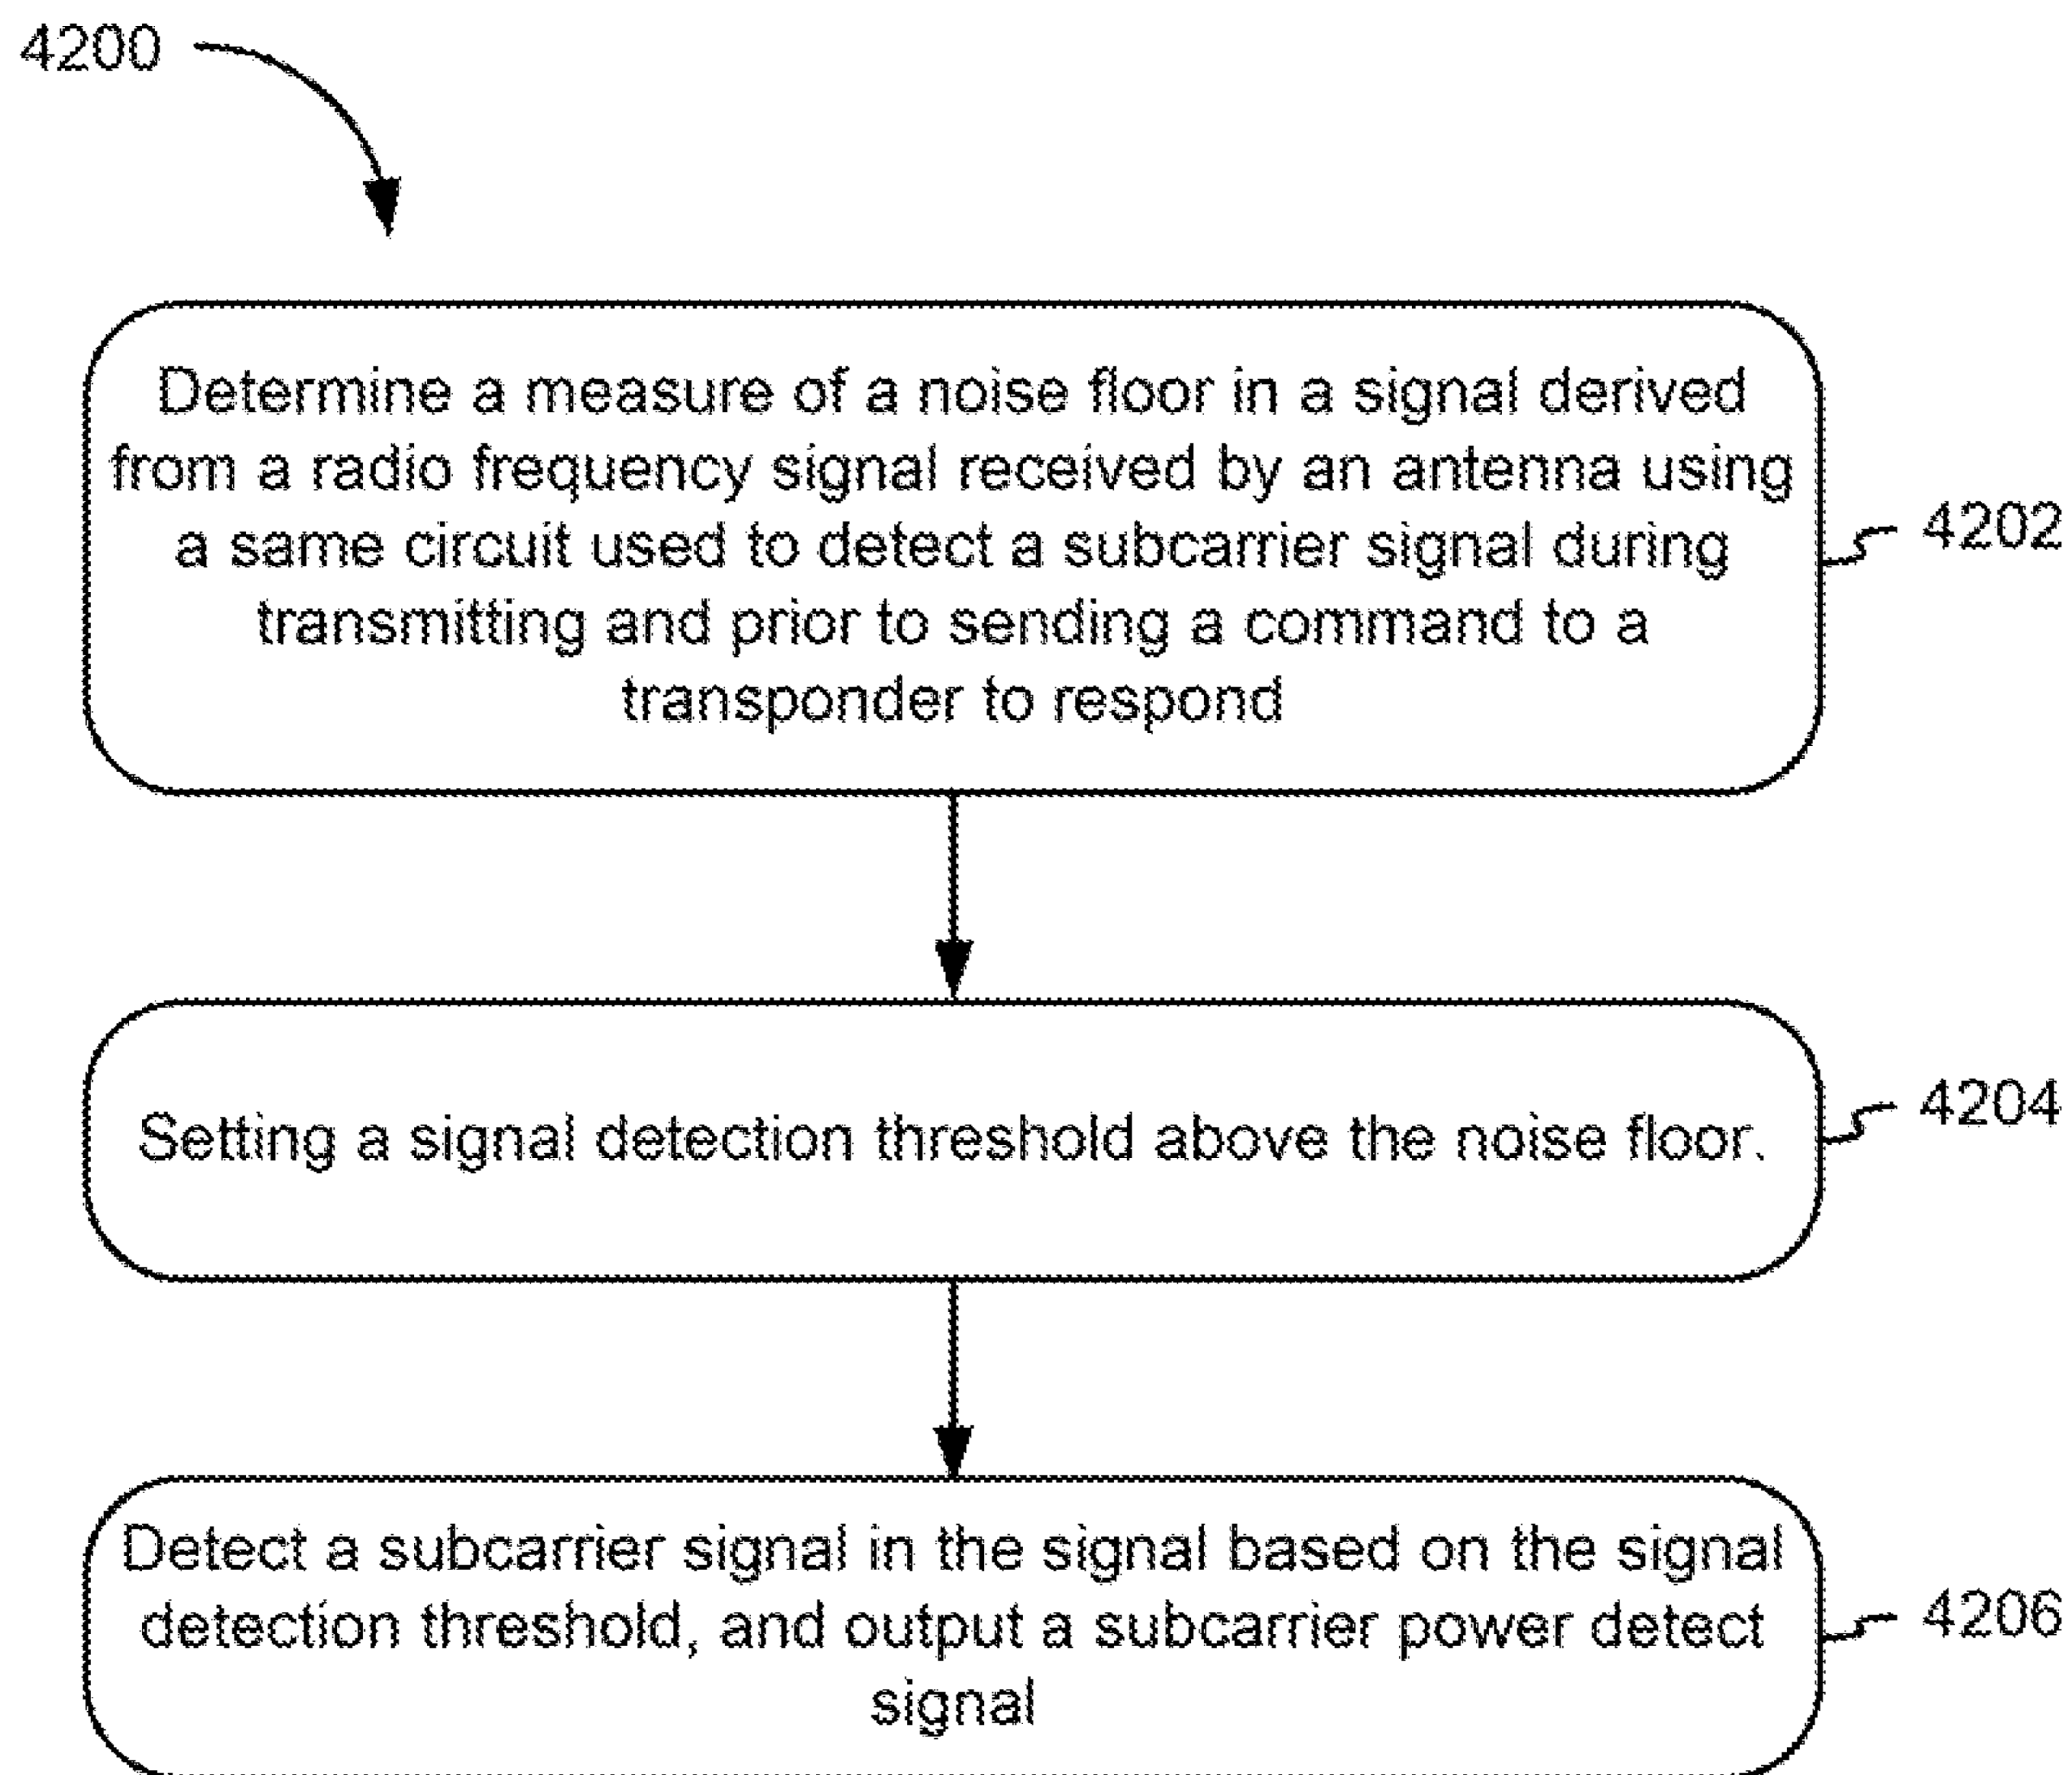 4200
Determine a measure of a noise floor in a signal derived
from a radio frequency signal received by an antenna using
a same circuit used to detect a subcarrier signal during
transmitting and prior to sending a command to a
transponder to respond
4202
Setting a signal detection threshold above the noise floor.
4204
Detect a subcarrier signal in the signal based on the signal
detection threshold, and output a subcarrier power detect
signal
4206